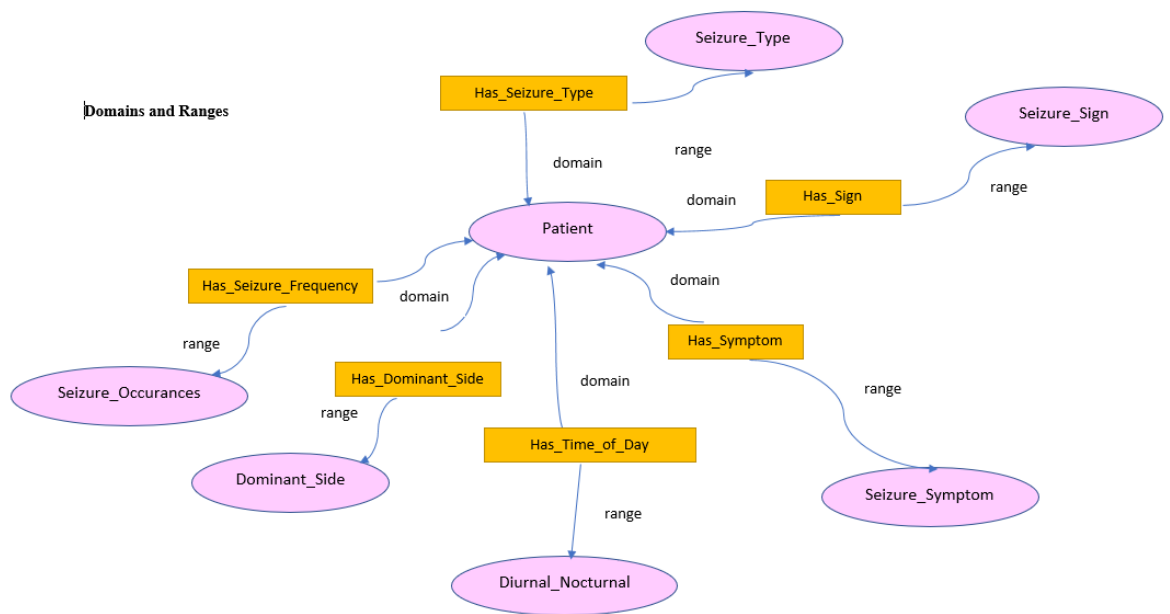 Seizure_Type
Has_Seizure_Type
Domains and Ranges
Seizure_Sign
domain
range
range
domain
Has_Sign
Patient
Has_Seizure_Frequency
domain
domain
range
Has_Symptom
Has_Dominant_Side
domain
range
Seizure_Occurances
range
Has_Time_of_Day
Dominant_Side
Seizure_Symptom
range
Diurnal_Nocturnal